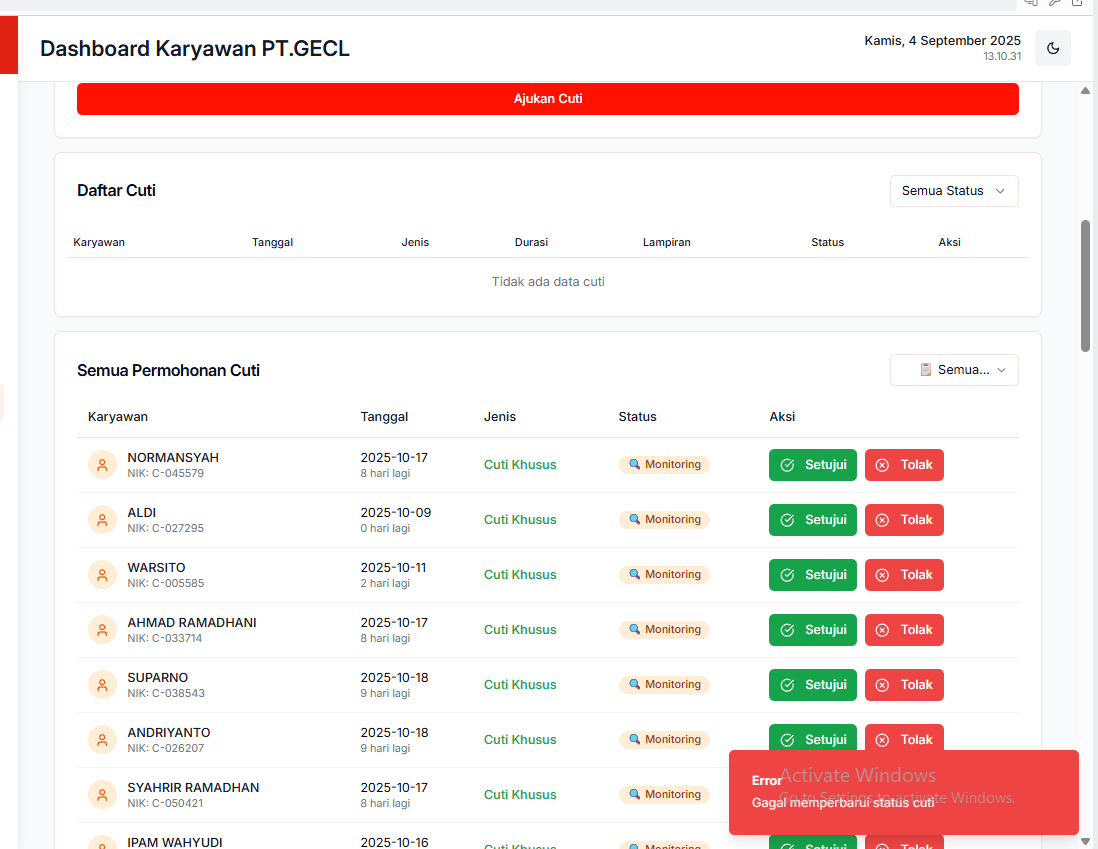 Dashboard Karyawan PT.GECL
Kamis, 4 September 2025
13.10.31
Ajukan Cuti
Daftar Cuti
Semua Status
Karyawan Tanggal Jenis Durasi Lampiran Status Aksi
Tidak ada data cuti
Semua Permohonan Cuti
Semua...
Karyawan Tanggal Jenis Status Aksi
NORMANSYAH 2025-10-17 Cuti Khusus Monitoring Setujui Tolak
NIK: C-045579 8 hari lagi
ALDI 2025-10-09 Cuti Khusus Monitoring Setujui Tolak
NIK: C-027295 0 hari lagi
WARSITO 2025-10-11 Cuti Khusus Monitoring Setujui Tolak
NIK: C-005585 2 hari lagi
AHMAD RAMADHANI 2025-10-17 Cuti Khusus Monitoring Setujui Tolak
NIK: C-033714 8 hari lagi
SUPARNO 2025-10-18 Cuti Khusus Monitoring Setujui Tolak
NIK: C-038543 9 hari lagi
ANDRIYANTO 2025-10-18 Cuti Khusus Monitoring Setujui Tolak
NIK: C-026207 9 hari lagi
SYAHRIR RAMADHAN 2025-10-17 Cuti Khusus Monitoring
NIK: C-050421 8 hari lagi
IPAM WAHYUDI 2025-10-16 Cuti Khusus Monitoring Setujui Tolak
Error
Gagal memperbarui status cuti
Activate Windows
Go to Settings to activate Windows.